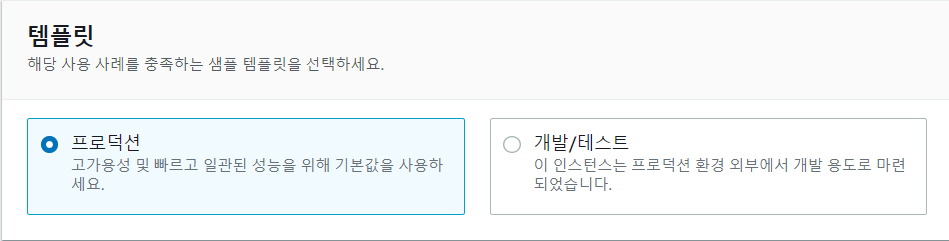 템플릿
해당 사용 사례를 충족하는 샘플 템플릿을 선택하세요.
프로덕션
고가용성 및 빠르고 일관된 성능을 위해 기본값을 사용하
세요.
개발/테스트
이 인스턴스는 프로덕션 환경 외부에서 개발 용도로 마련
되었습니다.